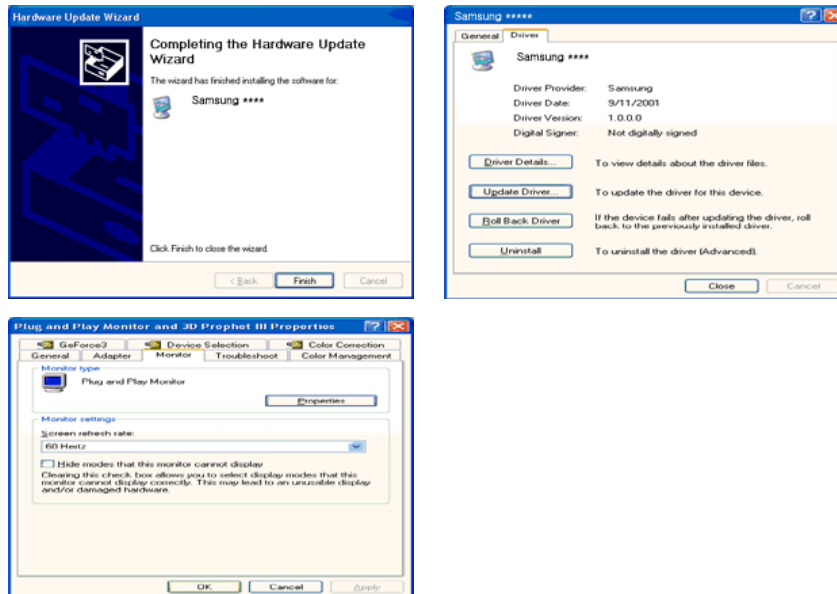 Hardware Update Wizard
Completing the Hardware Update
Wizard
The wizard has finished installing the software for:
Samsung ****
Click Finish to close the wizard.
< Back
Finish
Cancel
Samsung *****
General
Driver
Samsung ****
Driver Provider: Samsung
Driver Date: 9/11/2001
Driver Version: 1.0.0.0
Digital Signer: Not digitally signed
Driver Details...
To view details about the driver files.
Update Driver...
To update the driver for this device.
Roll Back Driver
If the device fails after updating the driver, roll
back to the previously installed driver.
Uninstall
To uninstall the driver (Advanced).
Close
Cancel
Plug and Play Monitor and 3D Prophet III Properties
GeForce3
Device Selection
Color Correction
General
Adapter
Monitor
Troubleshoot
Color Management
Monitor type
Plug and Play Monitor
Properties
Monitor settings
Screen refresh rate:
60 Hertz
Hide modes that this monitor cannot display
Clearing this check box allows you to select display modes that this
monitor cannot display correctly. This may lead to an unusable display
and/or damaged hardware.
OK
Cancel
Apply